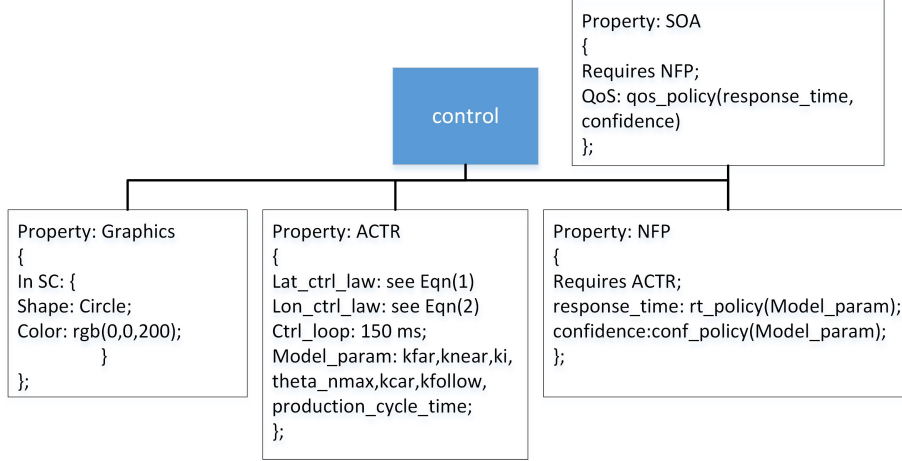 Property: SOA
{
Requires NFP;
QoS: qos_policy(response_time,
confidence)
};
control
Property: Graphics
{
In SC: {
Shape: Circle;
Color: rgb(0,0,200);
}
};
Property: ACTR
{
Lat_ctrl_law: see Eqn(1)
Lon_ctrl_law: see Eqn(2)
Ctrl_loop: 150 ms;
Model_param: kfar,knear,ki,
theta_nmax,kcar,kfollow,
production_cycle_time;
};
Property: NFP
{
Requires ACTR;
response_time: rt_policy(Model_param);
confidence:conf_policy(Model_param);
};